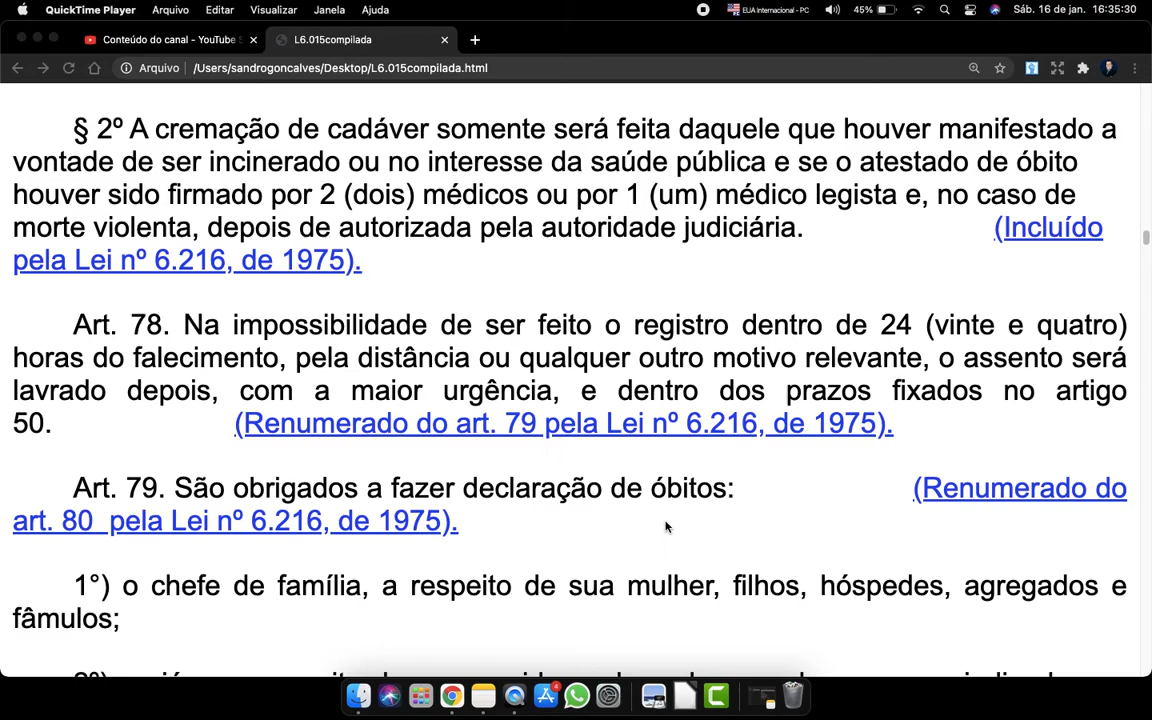 QuickTime Player Arquivo Editar Visualizar Janela Ajuda EUA Internacional - PC 45% Sáb. 16 de jan. 16:35:30
Conteúdo do canal - YouTube S L6.015compilada
Arquivo /Users/sandrogoncalves/Desktop/L6.015compilada.html
§ 2º A cremação de cadáver somente será feita daquele que houver manifestado a
vontade de ser incinerado ou no interesse da saúde pública e se o atestado de óbito
houver sido firmado por 2 (dois) médicos ou por 1 (um) médico legista e, no caso de
morte violenta, depois de autorizada pela autoridade judiciária. (Incluído
pela Lei nº 6.216, de 1975).
Art. 78. Na impossibilidade de ser feito o registro dentro de 24 (vinte e quatro)
horas do falecimento, pela distância ou qualquer outro motivo relevante, o assento será
lavrado depois, com a maior urgência, e dentro dos prazos fixados no artigo
50. (Renumerado do art. 79 pela Lei nº 6.216, de 1975).
Art. 79. São obrigados a fazer declaração de óbitos: (Renumerado do
art. 80 pela Lei nº 6.216, de 1975).
1°) o chefe de família, a respeito de sua mulher, filhos, hóspedes, agregados e
fâmulos;